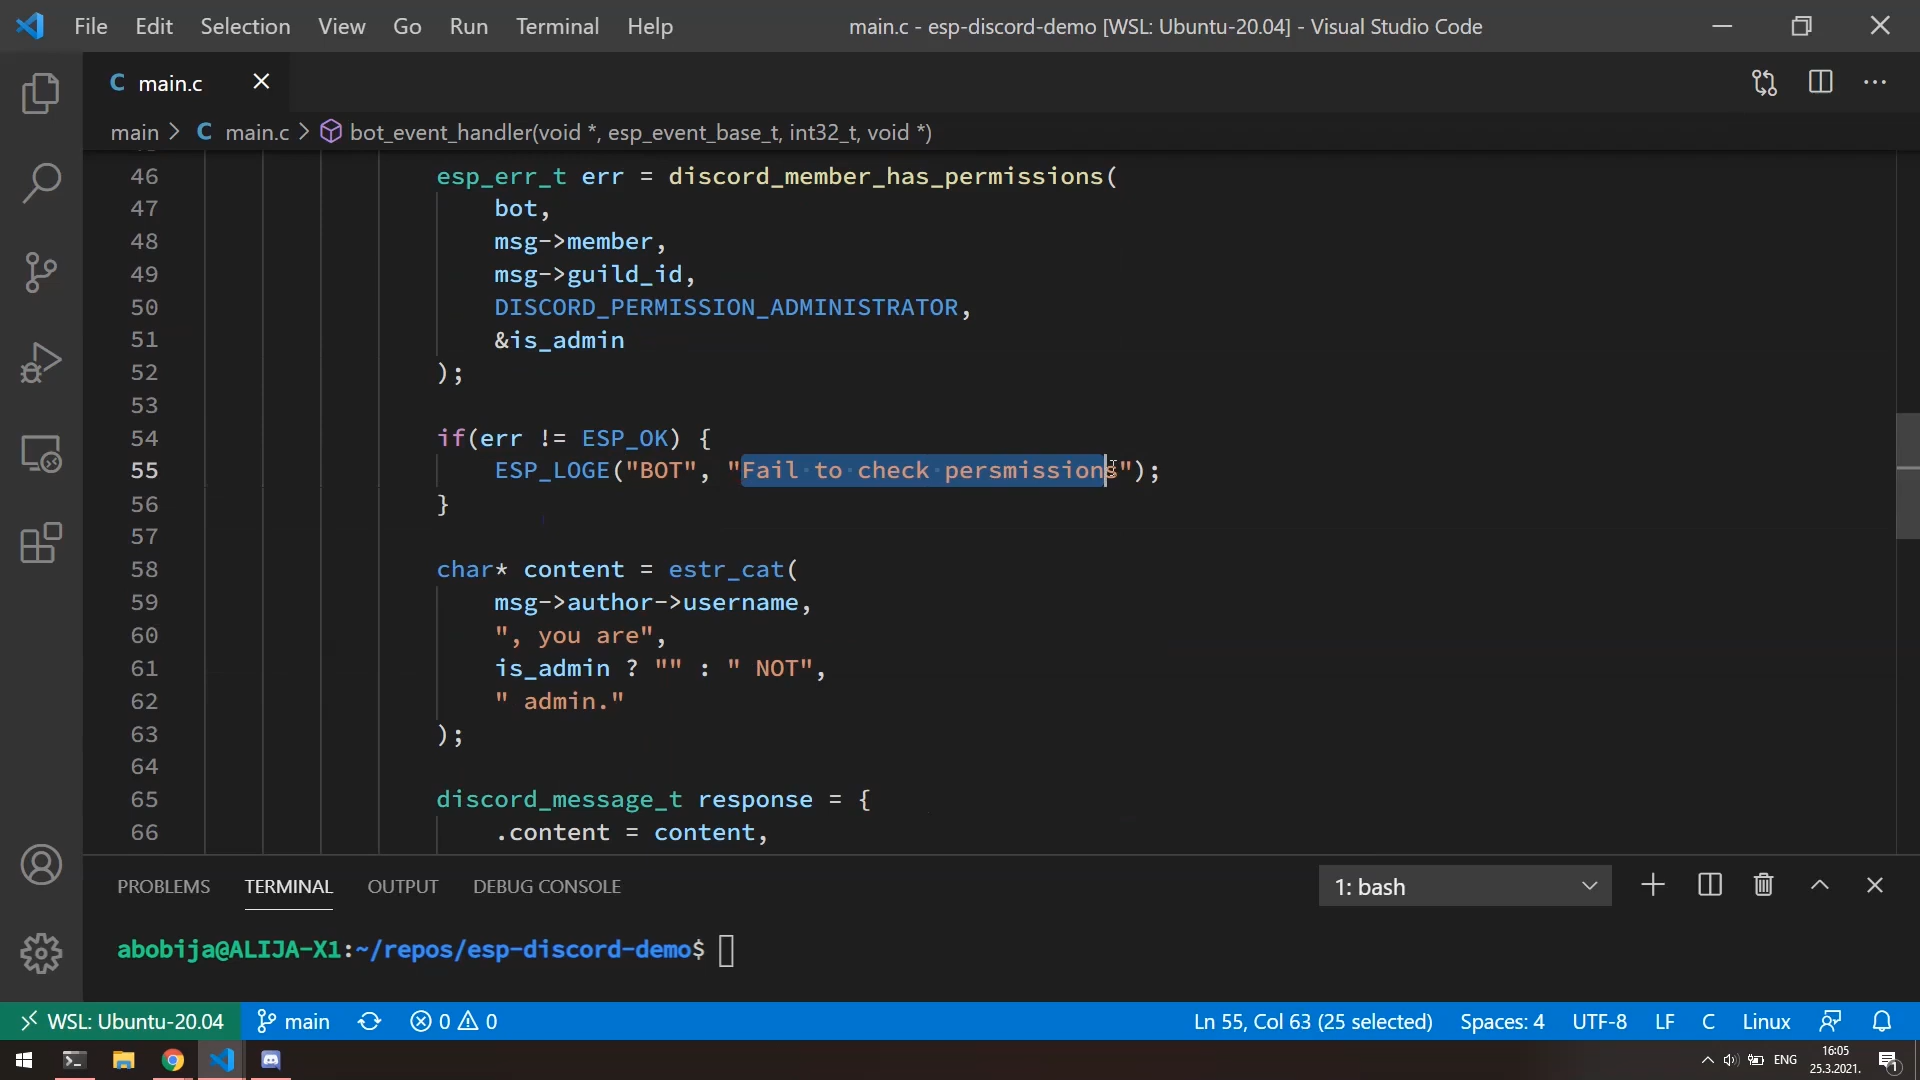 File Edit Selection View Go Run Terminal Help main.c - esp-discord-demo [WSL: Ubuntu-20.04] - Visual Studio Code
C main.c
main > C main.c > bot_event_handler(void *, esp_event_base_t, int32_t, void *)
46 esp_err_t err = discord_member_has_permissions(
47 bot,
48 msg->member,
49 msg->guild_id,
50 DISCORD_PERMISSION_ADMINISTRATOR,
51 &is_admin
52 );
53
54 if(err != ESP_OK) {
55 ESP_LOGE("BOT", "Fail to check persmissions");
56 }
57
58 char* content = estr_cat(
59 msg->author->username,
60 ", you are",
61 is_admin ? "" : " NOT",
62 " admin."
63 );
64
65 discord_message_t response = {
66 .content = content,
PROBLEMS TERMINAL OUTPUT DEBUG CONSOLE 1: bash
abobija@ALIJA-X1:~/repos/esp-discord-demo$
WSL: Ubuntu-20.04 main 0 0 Ln 55, Col 63 (25 selected) Spaces: 4 UTF-8 LF C Linux
ENG 16:05
25.3.2021. 1